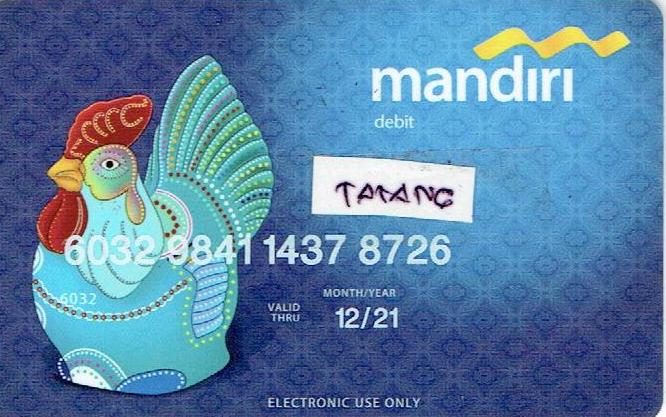 mandiri
debit
TATANG
6032 9841 1437 8726
6032
MONTH/YEAR
VALID
THRU
12/21
ELECTRONIC USE ONLY